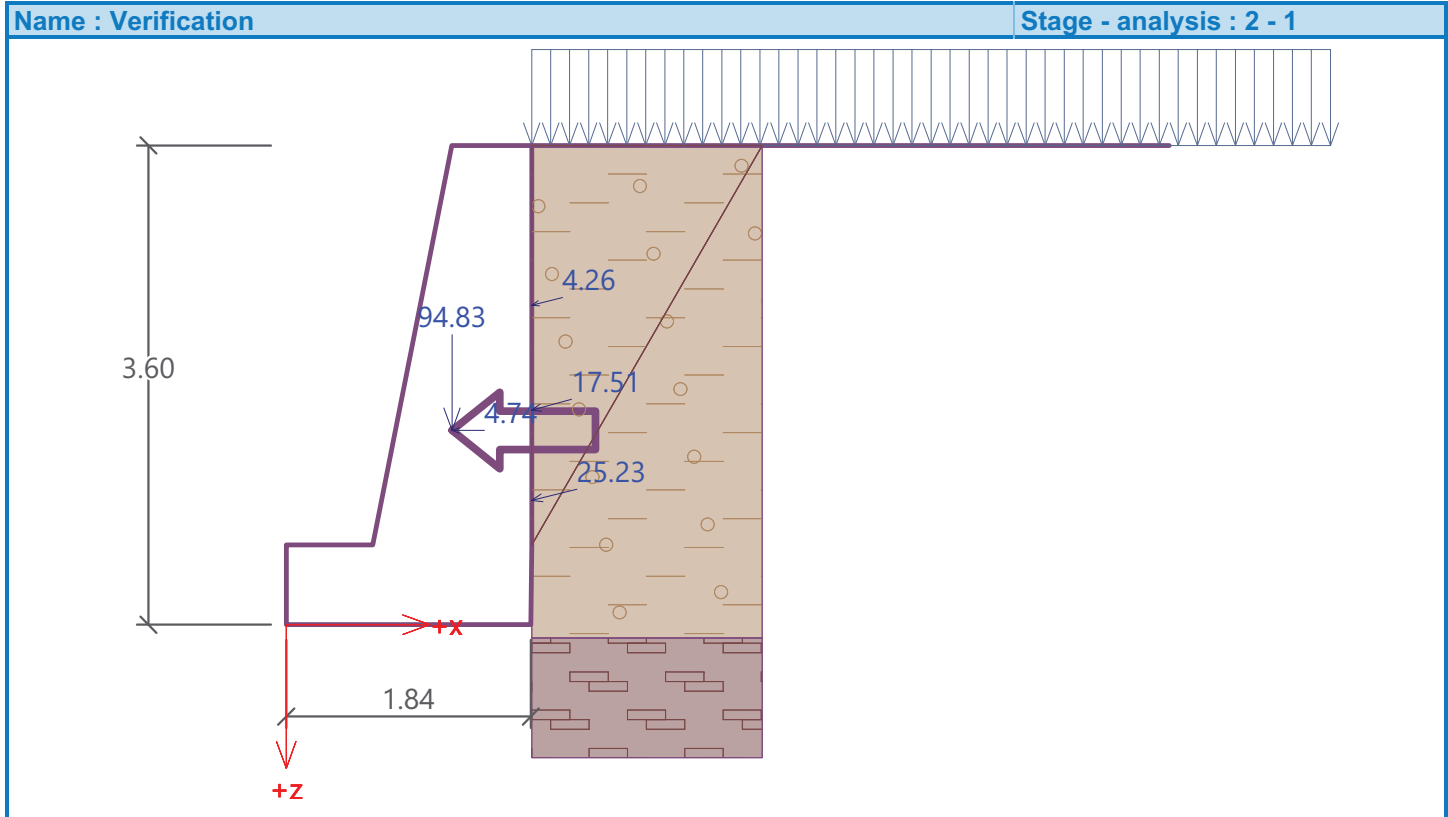 Name : Verification
Stage - analysis : 2 - 1
4.26
94.83
3.60
17.51
4.74
25.23
+x
1.84
+z